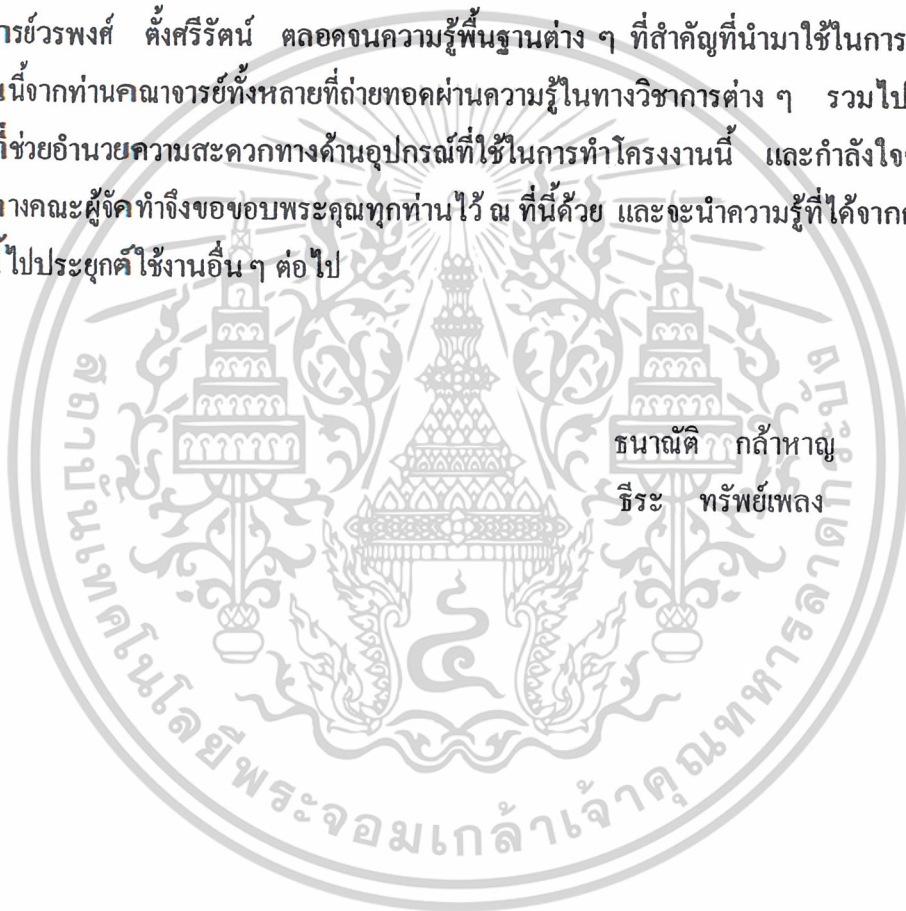 ารย์วรพงศ์ ตั้งศรีรัตน์ ตลอดจนความรู้พื้นฐานต่าง ๆ ที่สำคัญที่นำมาใช้ในการ
นี้จากท่านคณาจารย์ทั้งหลายที่ถ่ายทอดผ่านความรู้ในทางวิชาการต่าง ๆ รวมไป
ที่ช่วยอำนวยความสะดวกทางด้านอุปกรณ์ที่ใช้ในการทำโครงงานนี้ และกำลังใจ
างคณะผู้จัดทำจึงขอขอบพระคุณทุกท่านไว้ ณ ที่นี้ด้วย และจะนำความรู้ที่ได้จาก
ไปประยุกต์ใช้งานอื่น ๆ ต่อไป
ธนาณัติ กล้าหาญ
ธีระ ทรัพย์เพลง
สถาบันเทคโนโลยีพระจอมเกล้าเจ้าคุณทหารลาดกระบัง
๔